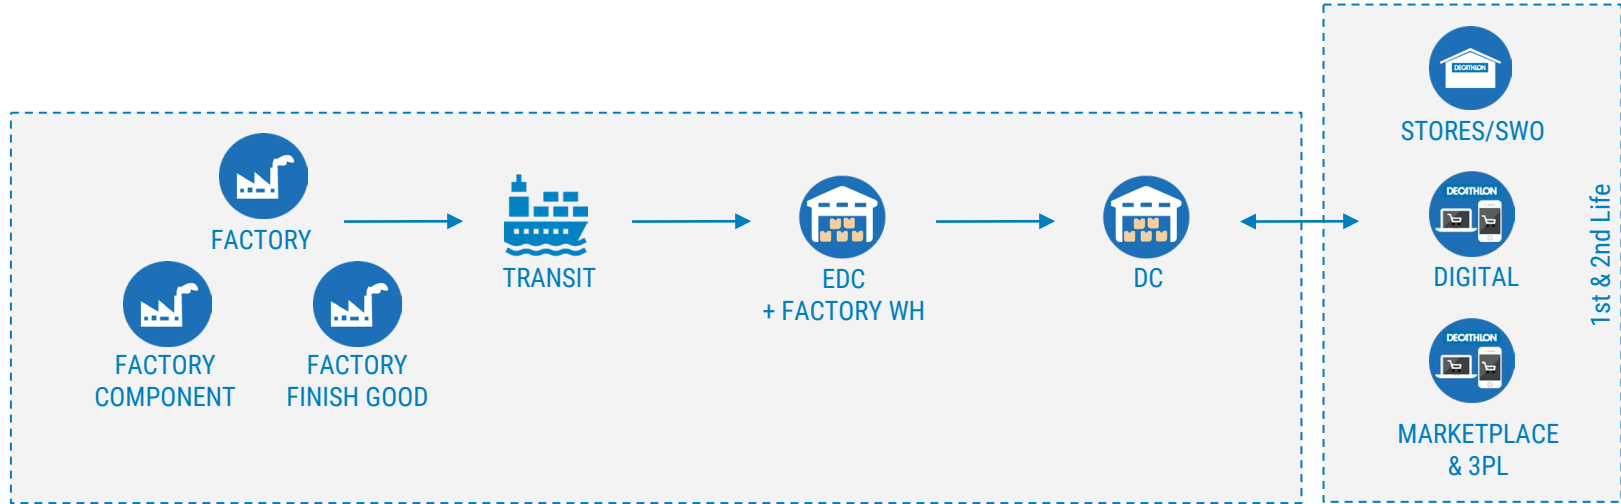 FACTORY
FACTORY
COMPONENT
FACTORY
FINISH GOOD
TRANSIT
EDC
+ FACTORY WH
DC
DECATHLON
STORES/SWO
DECATHLON
DIGITAL
DECATHLON
MARKETPLACE
& 3PL
1st & 2nd Life